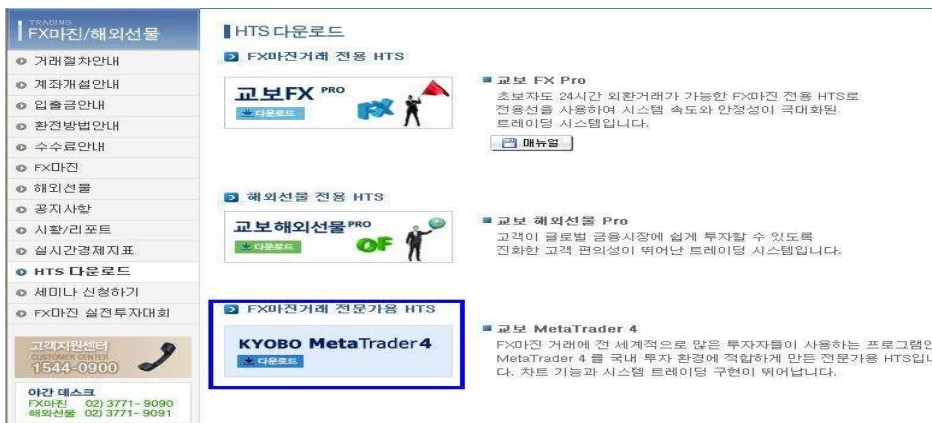 TRADING
FX마진/해외선물
거래절차안내
계좌개설안내
입출금안내
환전방법안내
수수료안내
FX마진
해외선물
공지사항
시황/리포트
실시간경제지표
HTS 다운로드
세미나 신청하기
FX마진 실전투자대회
고객지원센터
CUSTOMER CENTER
1544-0900
야간 데스크
FX마진 02) 3771- 9090
해외선물 02) 3771- 9091
HTS 다운로드
FX마진거래 전용 HTS
교보FX PRO
다운로드
FX
교보 FX Pro
초보자도 24시간 외환거래가 가능한 FX마진 전용 HTS로
전용선을 사용하여 시스템 속도와 안정성이 극대화된
트레이딩 시스템입니다.
매뉴얼
해외선물 전용 HTS
교보해외선물PRO
다운로드
OF
교보 해외선물 Pro
고객이 글로벌 금융시장에 쉽게 투자할 수 있도록
진화한 고객 편의성이 뛰어난 트레이딩 시스템입니다.
FX마진거래 전문가용 HTS
KYOBO MetaTrader 4
다운로드
교보 MetaTrader 4
FX마진 거래에 전 세계적으로 많은 투자자들이 사용하는 프로그램인
MetaTrader 4 를 국내 투자 환경에 적합하게 만든 전문가용 HTS입니
다. 차트 기능과 시스템 트레이딩 구현이 뛰어납니다.